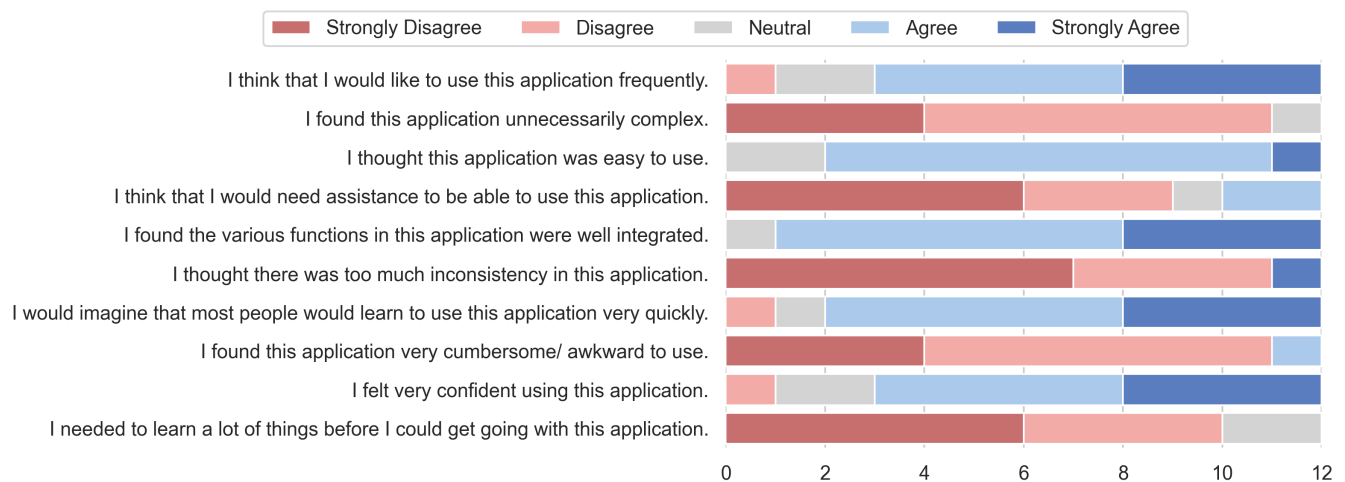 Strongly Disagree Disagree Neutral Agree Strongly Agree
I think that I would like to use this application frequently.
I found this application unnecessarily complex.
I thought this application was easy to use.
I think that I would need assistance to be able to use this application.
I found the various functions in this application were well integrated.
I thought there was too much inconsistency in this application.
I would imagine that most people would learn to use this application very quickly.
I found this application very cumbersome/ awkward to use.
I felt very confident using this application.
I needed to learn a lot of things before I could get going with this application.
0 2 4 6 8 10 12